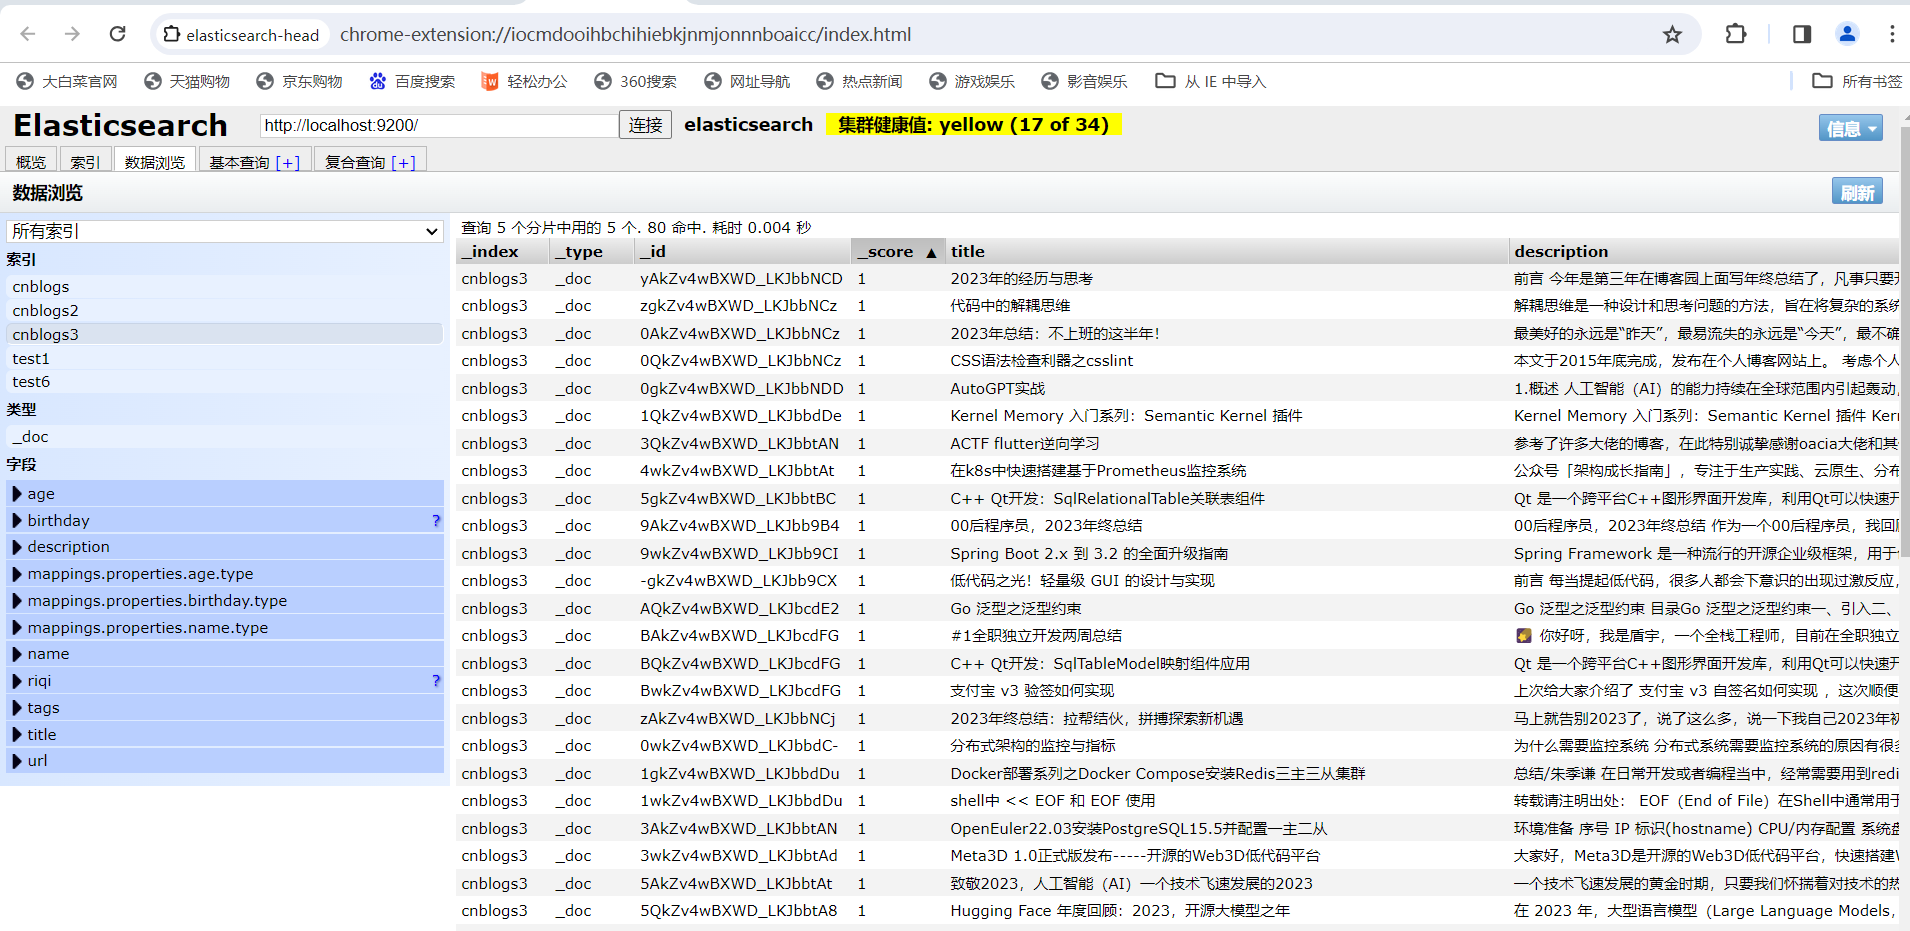 elasticsearch-head chrome-extension://iocmdooihbchihiebkjnmjonnnboaicc/index.html
大白菜官网 天猫购物 京东购物 百度搜索 轻松办公 360搜索 网址导航 热点新闻 游戏娱乐 影音娱乐 从 IE 中导入 所有书签
Elasticsearch http://localhost:9200/ 连接 elasticsearch 集群健康值: yellow (17 of 34) 信息
概览 索引 数据浏览 基本查询 [+] 复合查询 [+]
数据浏览 刷新
所有索引
索引
cnblogs
cnblogs2
cnblogs3
test1
test6
类型
_doc
字段
age
birthday ?
description
mappings.properties.age.type
mappings.properties.birthday.type
mappings.properties.name.type
name
riqi ?
tags
title
url
查询 5 个分片中用的 5 个. 80 命中. 耗时 0.004 秒
_index _type _id _score ▲ title description
cnblogs3 _doc yAkZv4wBXWD_LKJbbNCD 1 2023年的经历与思考 前言 今年是第三年在博客园上面写年终总结了，凡事只要
cnblogs3 _doc zgkZv4wBXWD_LKJbbNCz 1 代码中的解耦思维 解耦思维是一种设计和思考问题的方法，旨在将复杂的系统
cnblogs3 _doc 0AkZv4wBXWD_LKJbbNCz 1 2023年总结：不上班的这半年！ 最美好的永远是“昨天”，最易流失的永远是“今天”，最不确
cnblogs3 _doc 0QkZv4wBXWD_LKJbbNCz 1 CSS语法检查利器之csslint 本文于2015年底完成，发布在个人博客网站上。 考虑个人
cnblogs3 _doc 0gkZv4wBXWD_LKJbbNDD 1 AutoGPT实战 1.概述 人工智能（AI）的能力持续在全球范围内引起轰动，
cnblogs3 _doc 1QkZv4wBXWD_LKJbbdDe 1 Kernel Memory 入门系列：Semantic Kernel 插件 Kernel Memory 入门系列：Semantic Kernel 插件 Ker
cnblogs3 _doc 3QkZv4wBXWD_LKJbbtAN 1 ACTF flutter逆向学习 参考了许多大佬的博客，在此特别诚挚感谢oacia大佬和其
cnblogs3 _doc 4wkZv4wBXWD_LKJbbtAt 1 在k8s中快速搭建基于Prometheus监控系统 公众号「架构成长指南」，专注于生产实践、云原生、分布
cnblogs3 _doc 5gkZv4wBXWD_LKJbbtBC 1 C++ Qt开发：SqlRelationalTable关联表组件 Qt 是一个跨平台C++图形界面开发库，利用Qt可以快速开
cnblogs3 _doc 9AkZv4wBXWD_LKJbb9B4 1 00后程序员，2023年终总结 00后程序员，2023年终总结 作为一个00后程序员，我回
cnblogs3 _doc 9wkZv4wBXWD_LKJbb9CI 1 Spring Boot 2.x 到 3.2 的全面升级指南 Spring Framework 是一种流行的开源企业级框架，用于
cnblogs3 _doc -gkZv4wBXWD_LKJbb9CX 1 低代码之光！轻量级 GUI 的设计与实现 前言 每当提起低代码，很多人都会下意识的出现过激反应，
cnblogs3 _doc AQkZv4wBXWD_LKJbcdE2 1 Go 泛型之泛型约束 Go 泛型之泛型约束 目录Go 泛型之泛型约束一、引入二、
cnblogs3 _doc BAkZv4wBXWD_LKJbcdFG 1 #1全职独立开发两周总结 你好呀，我是盾宇，一个全栈工程师，目前在全职独立
cnblogs3 _doc BQkZv4wBXWD_LKJbcdFG 1 C++ Qt开发：SqlTableModel映射组件应用 Qt 是一个跨平台C++图形界面开发库，利用Qt可以快速开
cnblogs3 _doc BwkZv4wBXWD_LKJbcdFG 1 支付宝 v3 验签如何实现 上次给大家介绍了 支付宝 v3 自签名如何实现 ，这次顺便
cnblogs3 _doc zAkZv4wBXWD_LKJbbNCj 1 2023年终总结：拉帮结伙，拼搏探索新机遇 马上就告别2023了，说了这么多，说一下我自己2023年初
cnblogs3 _doc 0wkZv4wBXWD_LKJbbdC- 1 分布式架构的监控与指标 为什么需要监控系统 分布式系统需要监控系统的原因有很多
cnblogs3 _doc 1gkZv4wBXWD_LKJbbdDu 1 Docker部署系列之Docker Compose安装Redis三主三从集群 总结/朱季谦 在日常开发或者编程当中，经常需要用到redi
cnblogs3 _doc 1wkZv4wBXWD_LKJbbdDu 1 shell中 << EOF 和 EOF 使用 转载请注明出处： EOF（End of File）在Shell中通常用于
cnblogs3 _doc 3AkZv4wBXWD_LKJbbtAN 1 OpenEuler22.03安装PostgreSQL15.5并配置一主二从 环境准备 序号 IP 标识(hostname) CPU/内存配置 系统盘
cnblogs3 _doc 3wkZv4wBXWD_LKJbbtAd 1 Meta3D 1.0正式版发布-----开源的Web3D低代码平台 大家好，Meta3D是开源的Web3D低代码平台，快速搭建
cnblogs3 _doc 5AkZv4wBXWD_LKJbbtAt 1 致敬2023，人工智能（AI）一个技术飞速发展的2023 一个技术飞速发展的黄金时期，只要我们怀揣着对技术的热
cnblogs3 _doc 5QkZv4wBXWD_LKJbbtA8 1 Hugging Face 年度回顾：2023，开源大模型之年 在 2023 年，大型语言模型（Large Language Models，